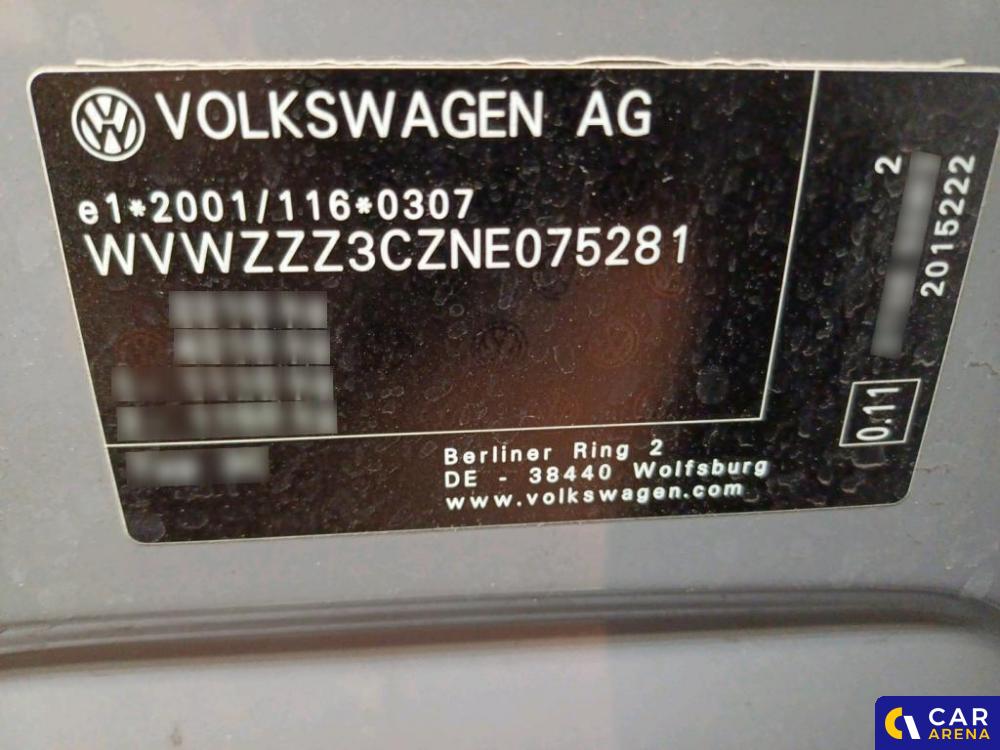 VOLKSWAGEN AG
e1*2001/116*0307
WVWZZZ3CZNE075281
Berliner Ring 2
DE - 38440 Wolfsburg
www.volkswagen.com
2
2015222
0.11
CAR
ARENA